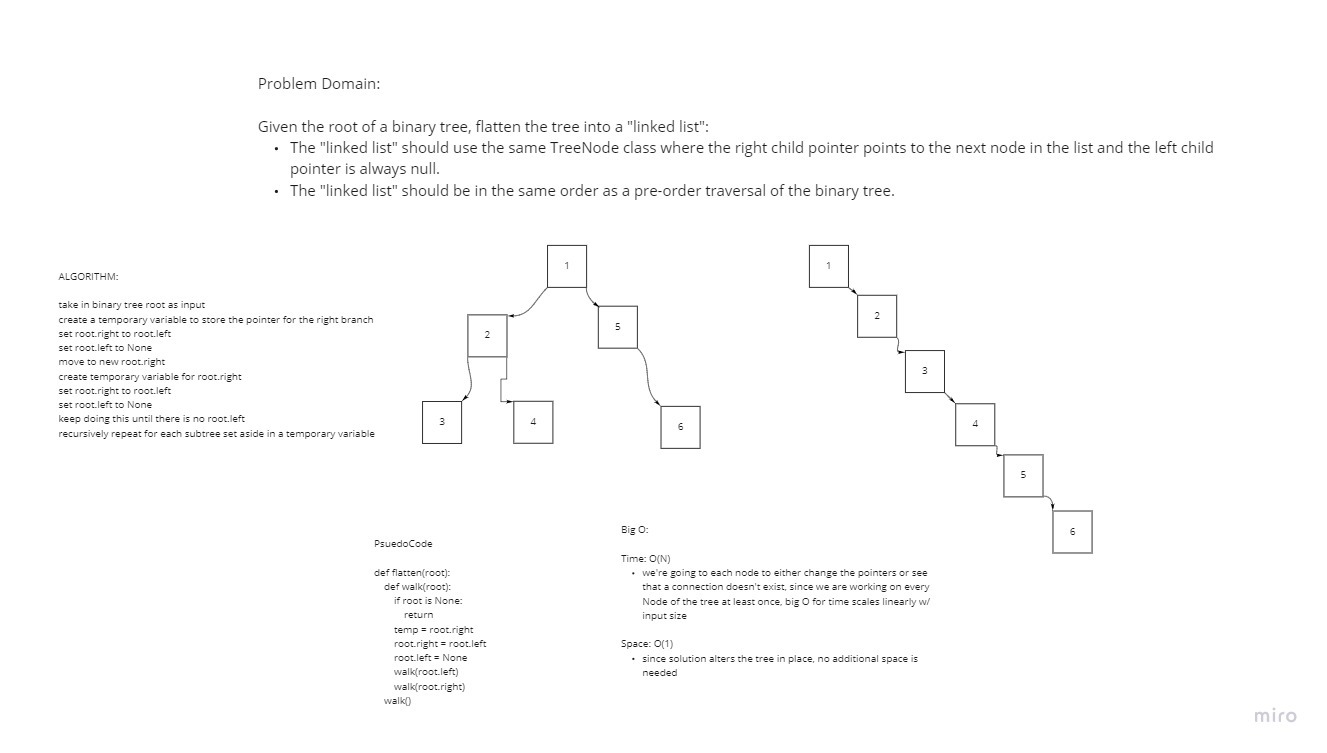 Problem Domain:
Given the root of a binary tree, flatten the tree into a "linked list":
• The "linked list" should use the same TreeNode class where the right child pointer points to the next node in the list and the left child
pointer is always null.
• The "linked list" should be in the same order as a pre-order traversal of the binary tree.
ALGORITHM:
take in binary tree root as input
create a temporary variable to store the pointer for the right branch
set root.right to root.left
set root.left to None
move to new root.right
create temporary variable for root.right
set root.right to root.left
set root.left to None
keep doing this until there is no root.left
recursively repeat for each subtree set aside in a temporary variable
1
2
5
3
4
6
1
2
3
4
5
6
PsuedoCode
def flatten(root):
def walk(root):
if root is None:
return
temp = root.right
root.right = root.left
root.left = None
walk(root.left)
walk(root.right)
walk()
Big O:
Time: O(N)
• we're going to each node to either change the pointers or see
that a connection doesn't exist, since we are working on every
Node of the tree at least once, big O for time scales linearly w/
input size
Space: O(1)
• since solution alters the tree in place, no additional space is
needed
miro